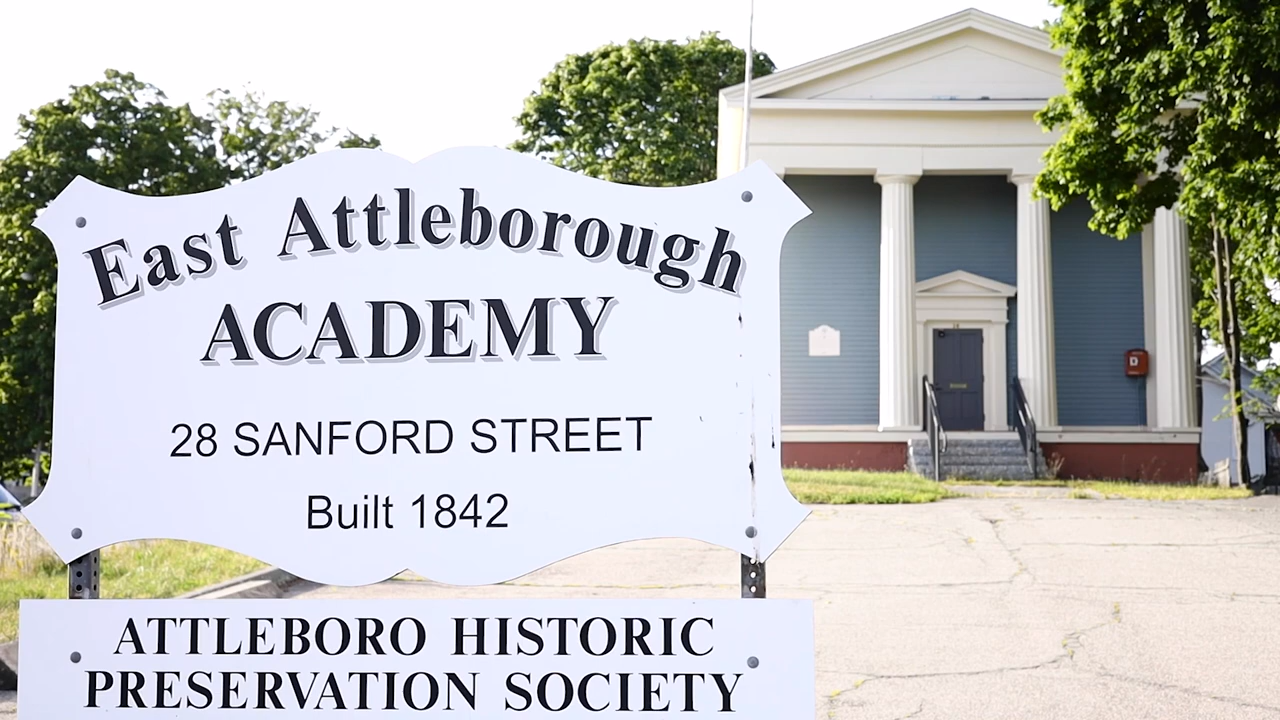 East Attleborough
ACADEMY
28 SANFORD STREET
Built 1842
ATTLEBORO HISTORIC
PRESERVATION SOCIETY
D